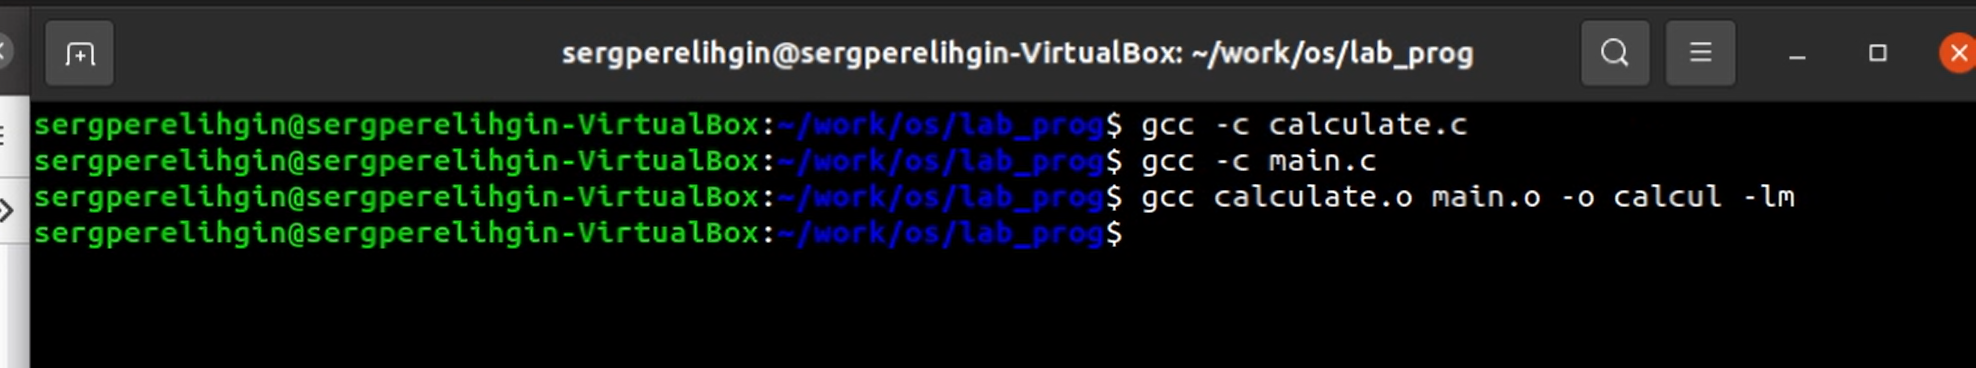 sergperelihgin@sergperelihgin-VirtualBox: ~/work/os/lab_prog
sergperelihgin@sergperelihgin-VirtualBox:~/work/os/lab_prog$ gcc -c calculate.c
sergperelihgin@sergperelihgin-VirtualBox:~/work/os/lab_prog$ gcc -c main.c
sergperelihgin@sergperelihgin-VirtualBox:~/work/os/lab_prog$ gcc calculate.o main.o -o calcul -lm
sergperelihgin@sergperelihgin-VirtualBox:~/work/os/lab_prog$